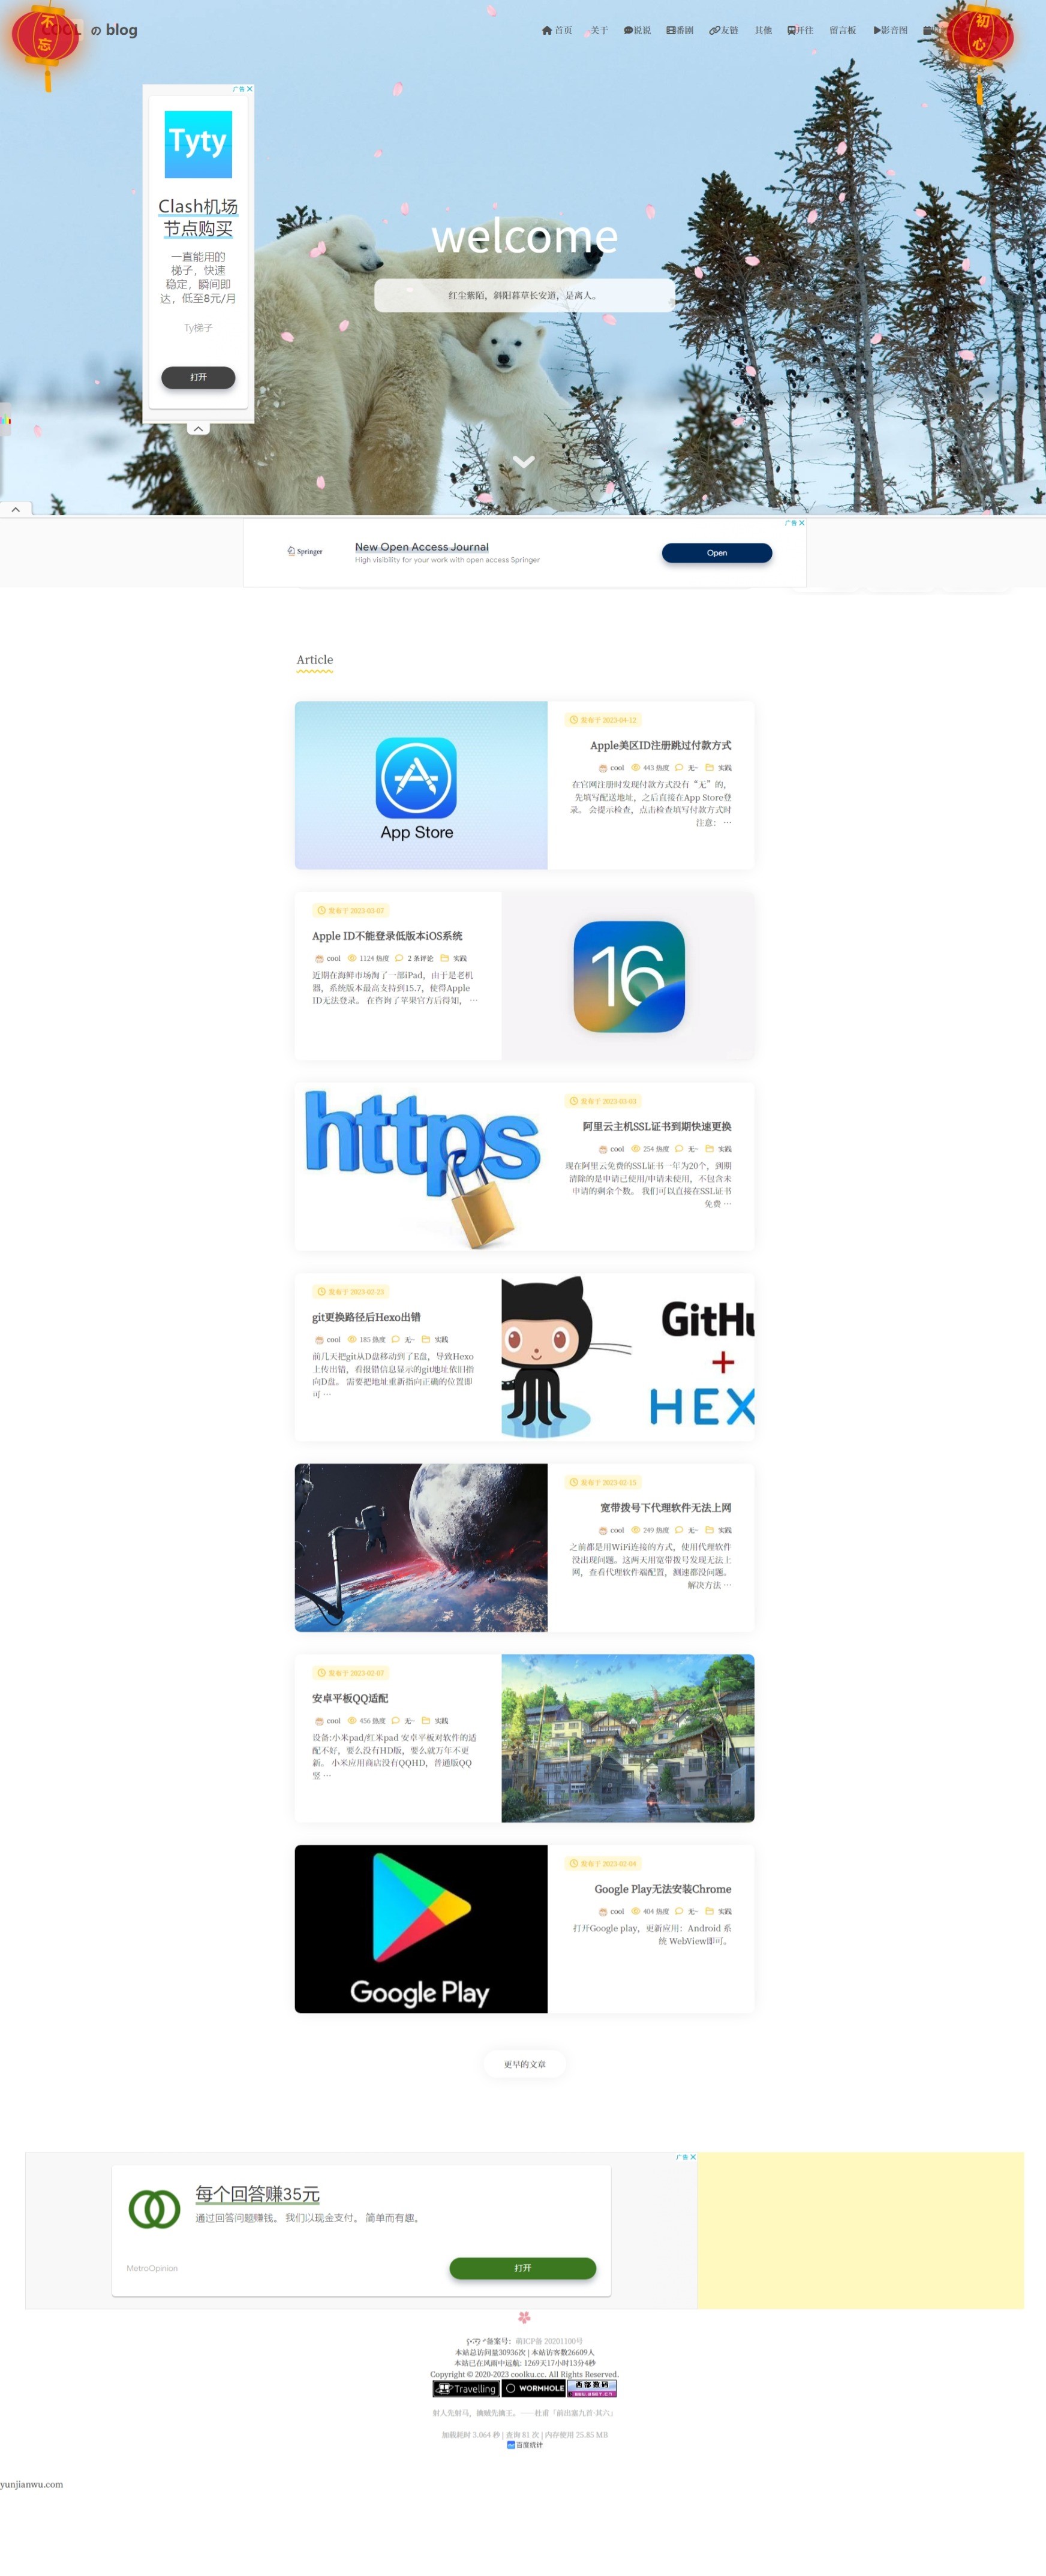 不忘
COOL の blog
首页 关于 说说 番剧 友链 其他 开往 留言板 影音图
初心
广告
Tyty
Clash机场
节点购买
一直能用的
梯子，快速
稳定，瞬间即
达，低至8元/月
Ty梯子
打开
welcome
红尘紫陌，斜阳暮草长安道，是离人。
广告
Springer
New Open Access Journal
High visibility for your work with open access Springer
Open
Article
App Store
发布于 2023-04-12
Apple美区ID注册跳过付款方式
cool 443 热度 无~ 实践
在官网注册时发现付款方式没有“无”的，
先填写配送地址，之后直接在App Store登
录。 会提示检查，点击检查填写付款方式时
注意： …
发布于 2023-03-07
Apple ID不能登录低版本iOS系统
cool 1124 热度 2 条评论 实践
近期在海鲜市场淘了一部iPad，由于是老机
器，系统版本最高支持到15.7，使得Apple
ID无法登录。 在咨询了苹果官方后得知， …
16
https
发布于 2023-03-03
阿里云主机SSL证书到期快速更换
cool 254 热度 无~ 实践
现在阿里云免费的SSL证书一年为20个，到期
清除的是申请已使用/申请未使用，不包含未
申请的剩余个数。 我们可以直接在SSL证书
免费 …
发布于 2023-02-23
git更换路径后Hexo出错
cool 185 热度 无~ 实践
前几天把git从D盘移动到了E盘，导致Hexo
上传出错，看报错信息显示的git地址依旧指
向D盘。 需要把地址重新指向正确的位置即
可 …
GitHu
+
HEX
发布于 2023-02-15
宽带拨号下代理软件无法上网
cool 249 热度 无~ 实践
之前都是用WiFi连接的方式，使用代理软件
没出现问题。这两天用宽带拨号发现无法上
网，查看代理软件端配置，测速都没问题。
解决方法 …
发布于 2023-02-07
安卓平板QQ适配
cool 456 热度 无~ 实践
设备:小米pad/红米pad 安卓平板对软件的适
配不好，要么没有HD版，要么就万年不更
新。 小米应用商店没有QQHD，普通版QQ
竖 …
Google Play
发布于 2023-02-04
Google Play无法安装Chrome
cool 404 热度 无~ 实践
打开Google play，更新应用：Android 系
统 WebView即可。
更早的文章
广告
每个回答赚35元
通过回答问题赚钱。 我们以现金支付。 简单而有趣。
MetroOpinion
打开
备案号： 萌ICP备 20201100号
本站总访问量30936次 | 本站访客数26609人
本站已在风雨中远航: 1269天17小时13分4秒
Copyright © 2020-2023 coolku.cc. All Rights Reserved.
Travelling WORMHOLE 西部数码
射人先射马，擒贼先擒王。——杜甫「前出塞九首·其六」
加载耗时 3.064 秒 | 查询 81 次 | 内存使用 25.85 MB
百度统计
yunjianwu.com